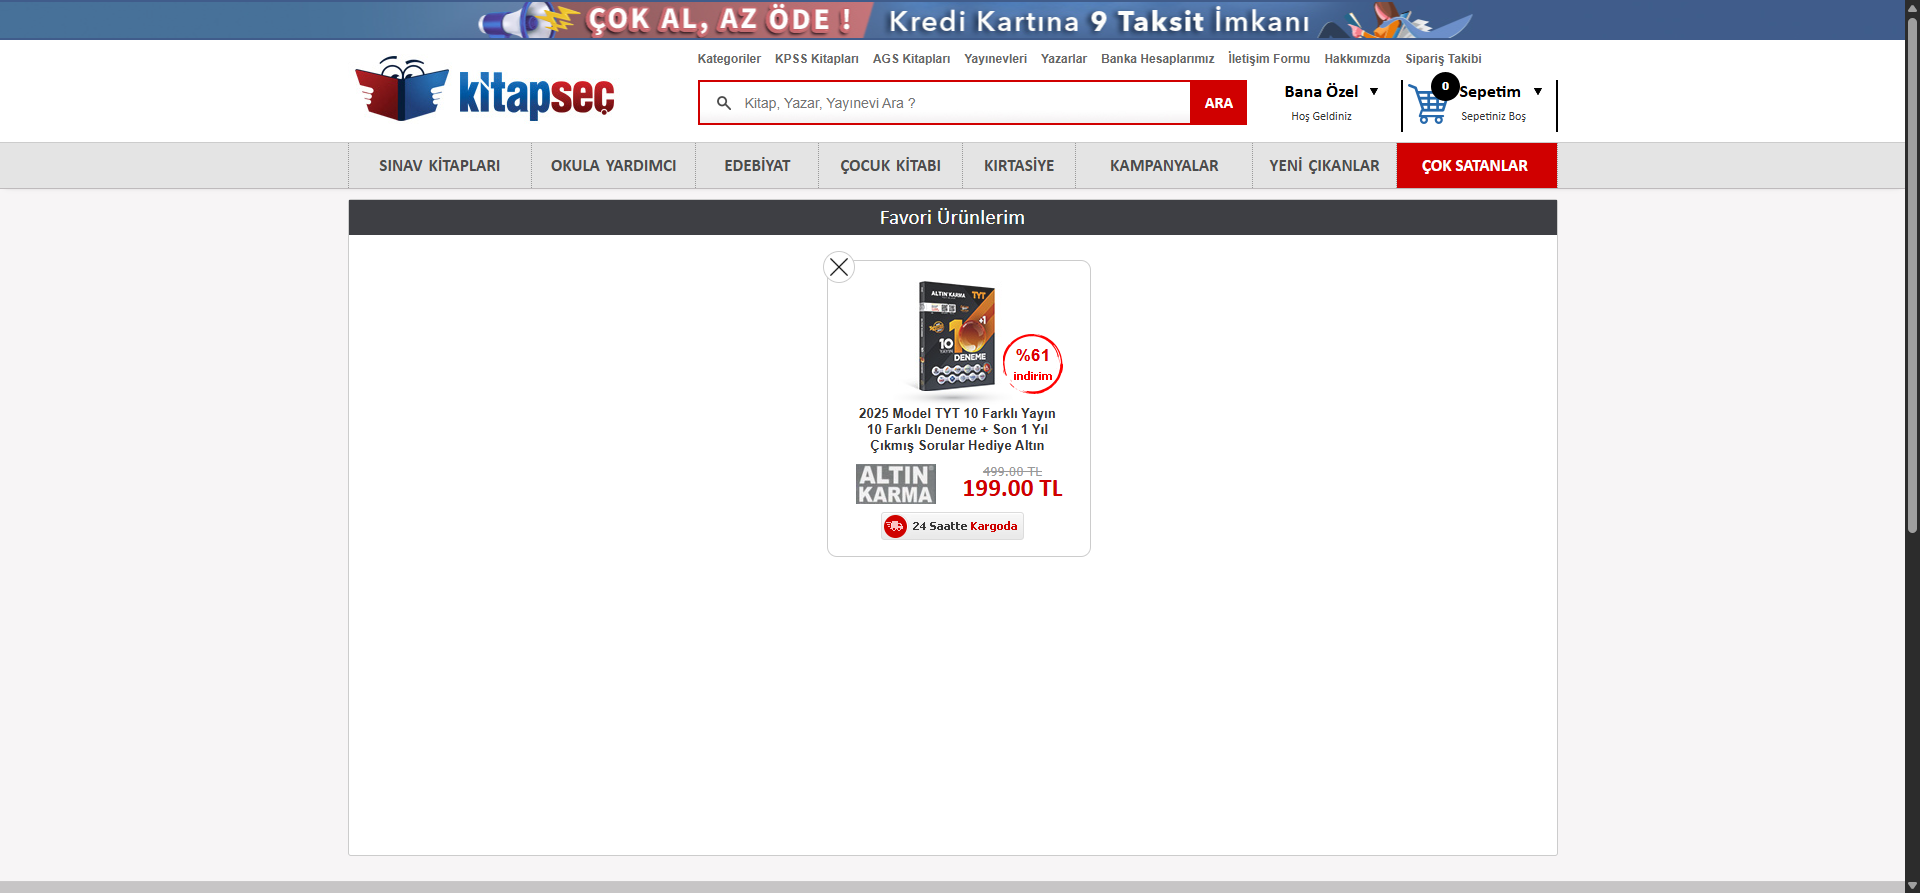 ÇOK AL, AZ ÖDE ! Kredi Kartına 9 Taksit İmkanı
Kategoriler KPSS Kitapları AGS Kitapları Yayınevleri Yazarlar Banka Hesaplarımız İletişim Formu Hakkımızda Sipariş Takibi
kitapseç
Kitap, Yazar, Yayınevi Ara ?
ARA
Bana Özel ▼
Hoş Geldiniz
0
Sepetim ▼
Sepetiniz Boş
SINAV KİTAPLARI OKULA YARDIMCI EDEBİYAT ÇOCUK KİTABI KIRTASİYE KAMPANYALAR YENİ ÇIKANLAR ÇOK SATANLAR
Favori Ürünlerim
ALTIN KARMA TYT
+1
10
10
DENEME
%61
indirim
2025 Model TYT 10 Farklı Yayın
10 Farklı Deneme + Son 1 Yıl
Çıkmış Sorular Hediye Altın
ALTIN
KARMA
499.00 TL
199.00 TL
24 Saatte Kargoda